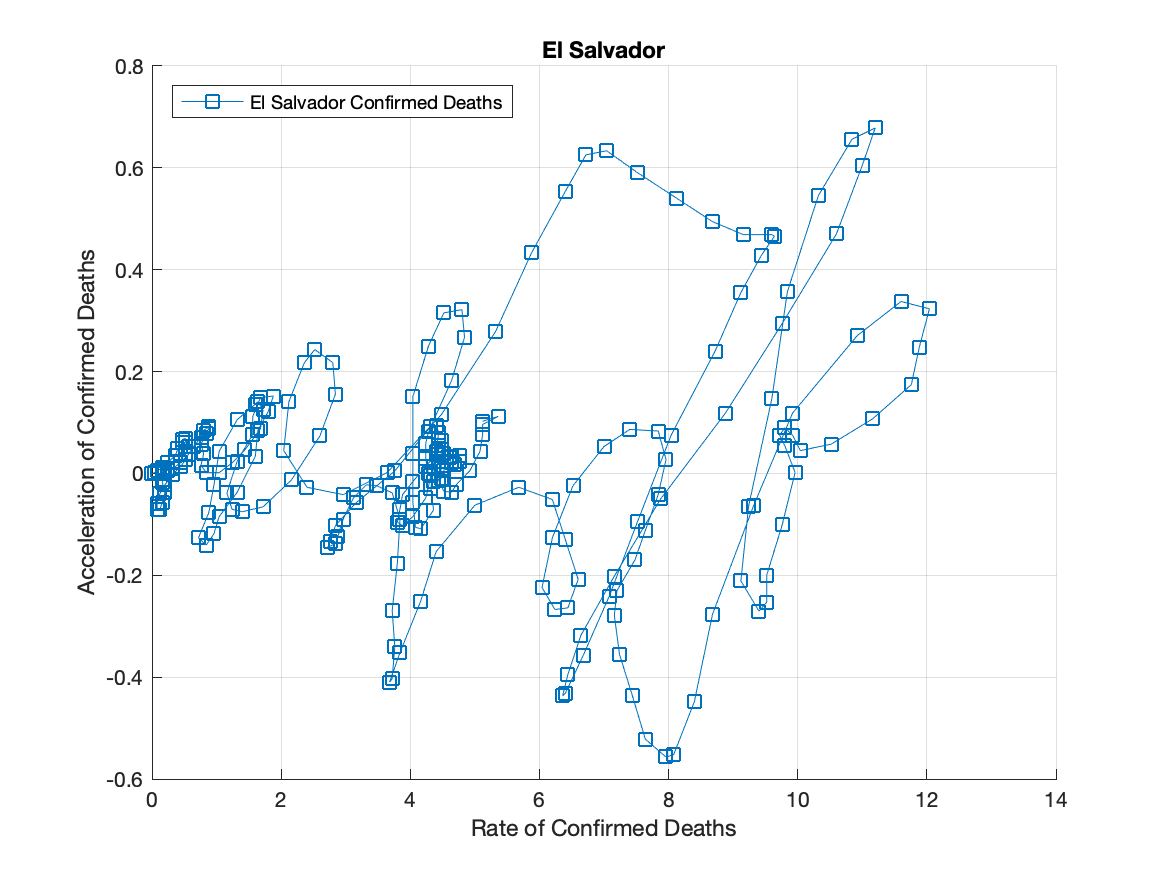 El Salvador
El Salvador Confirmed Deaths
0.8
0.6
0.4
0.2
0
-0.2
-0.4
-0.6
Acceleration of Confirmed Deaths
0 2 4 6 8 10 12 14
Rate of Confirmed Deaths